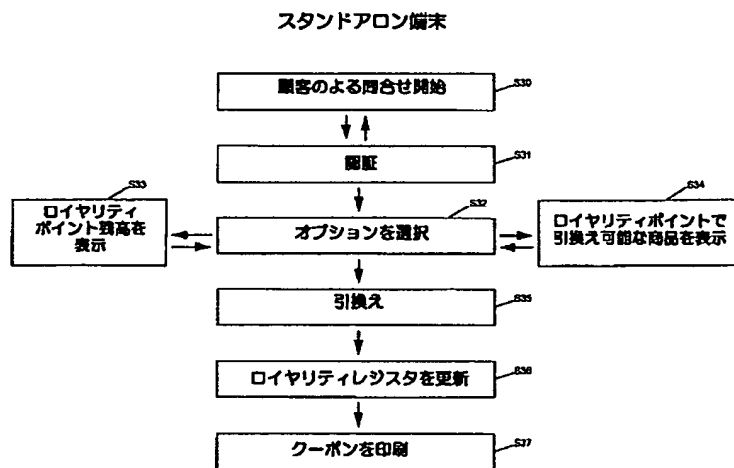 スタンドアロン端末
顧客のよる問合せ開始
S30
認証
S31
S33
ロイヤリティ
ポイント残高を
表示
S32
オプションを選択
S34
ロイヤリティポイントで
引換え可能な商品を表示
引換え
S35
ロイヤリティレジスタを更新
S36
クーポンを印刷
S37